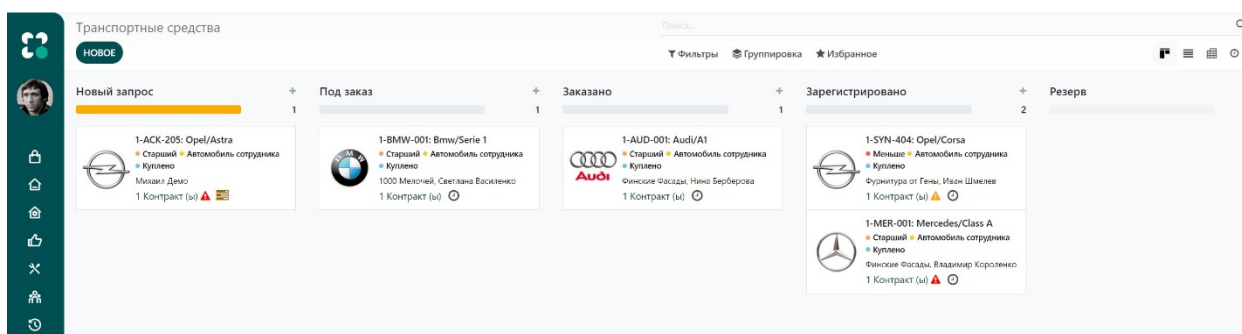 Транспортные средства
Поиск...
НОВОЕ
Фильтры Группировка Избранное
Новый запрос
1
1-ACK-205: Opel/Astra
Старший Автомобиль сотрудника
Куплено
Михаил Демо
1 Контракт (ы)
Под заказ
1
1-BMW-001: Bmw/Serie 1
Старший Автомобиль сотрудника
Куплено
1000 Мелочей, Светлана Василенко
1 Контракт (ы)
Заказано
1
Audi
1-AUD-001: Audi/A1
Старший Автомобиль сотрудника
Куплено
Финские Фасады, Нина Берберова
1 Контракт (ы)
Зарегистрировано
2
1-SYN-404: Opel/Corsa
Меньше Автомобиль сотрудника
Куплено
Фурнитура от Гены, Иван Шмелев
1 Контракт (ы)
1-MER-001: Mercedes/Class A
Старший Автомобиль сотрудника
Куплено
Финские Фасады, Владимир Короленко
1 Контракт (ы)
Резерв